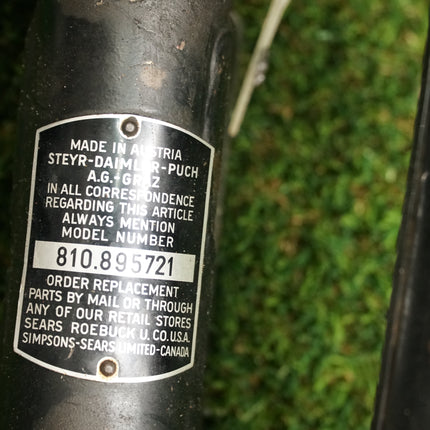 MADE IN AUSTRIA
STEYR-DAIMLER-PUCH
A.G.-GRAZ
IN ALL CORRESPONDENCE
REGARDING THIS ARTICLE
ALWAYS MENTION
MODEL NUMBER
810.895721
ORDER REPLACEMENT
PARTS BY MAIL OR THROUGH
ANY OF OUR RETAIL STORES
SEARS ROEBUCK U. CO. U.S.A.
SIMPSONS-SEARS LIMITED-CANADA